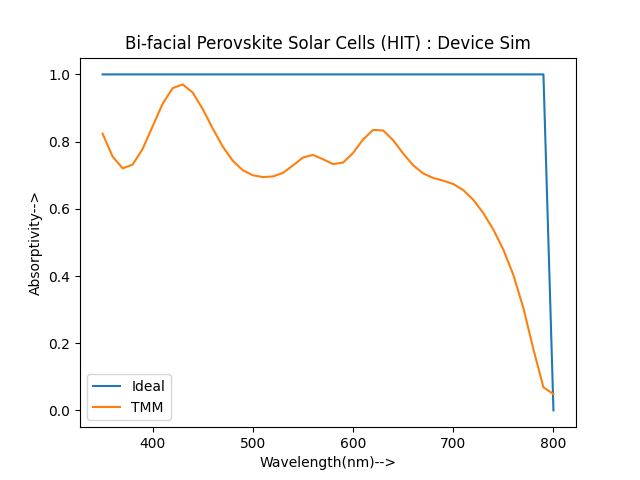 Bi-facial Perovskite Solar Cells (HIT) : Device Sim
1.0
0.8
0.6
0.4
0.2
0.0
Absorptivity-->
Ideal
TMM
400
500
600
700
800
Wavelength(nm)-->